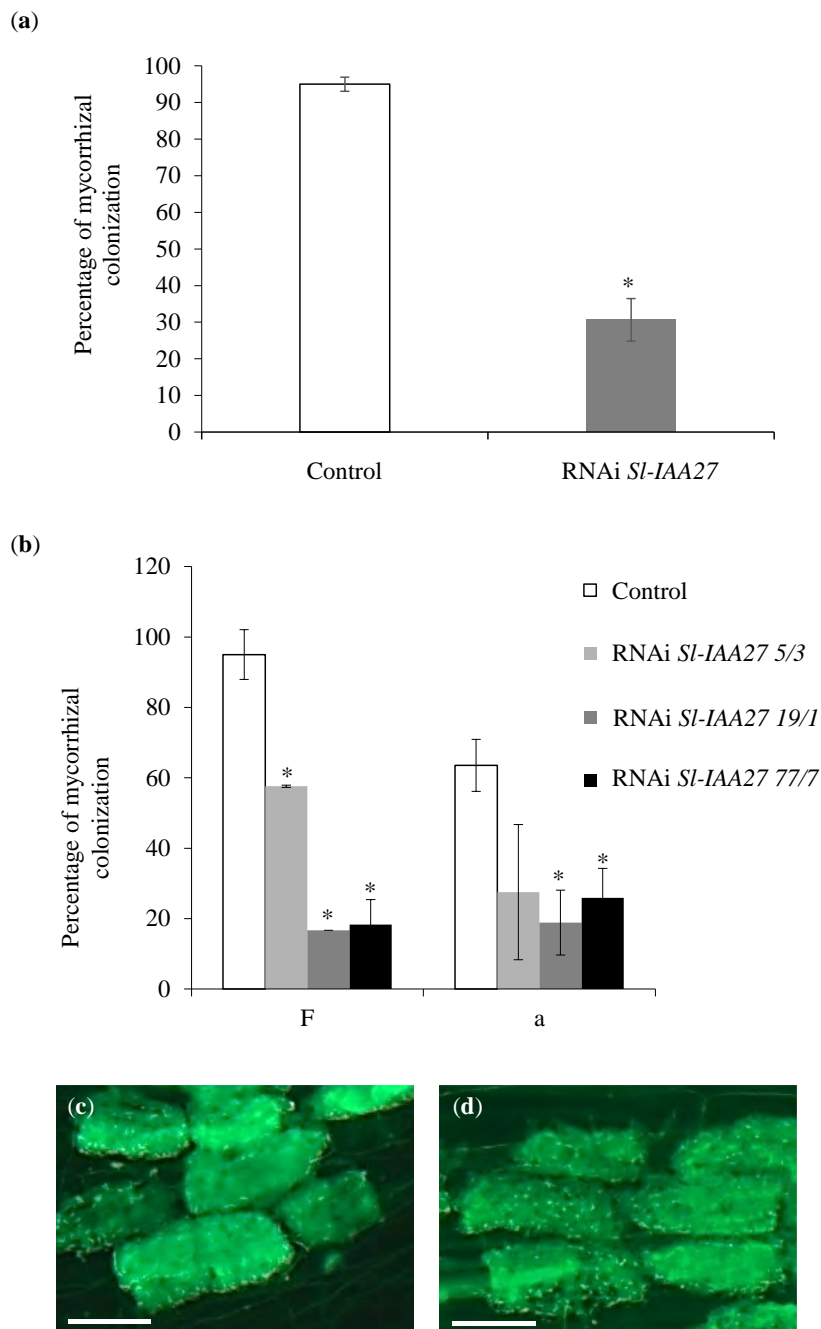 (a)
Percentage of mycorrhizal
colonization
100
90
80
70
60
50
40
30
20
10
0
*
Control
RNAi Sl-IAA27
(b)
Percentage of mycorrhizal
colonization
120
100
80
60
40
20
0
*
*
*
*
*
F
a
Control
RNAi Sl-IAA27 5/3
RNAi Sl-IAA27 19/1
RNAi Sl-IAA27 77/7
(c)
(d)